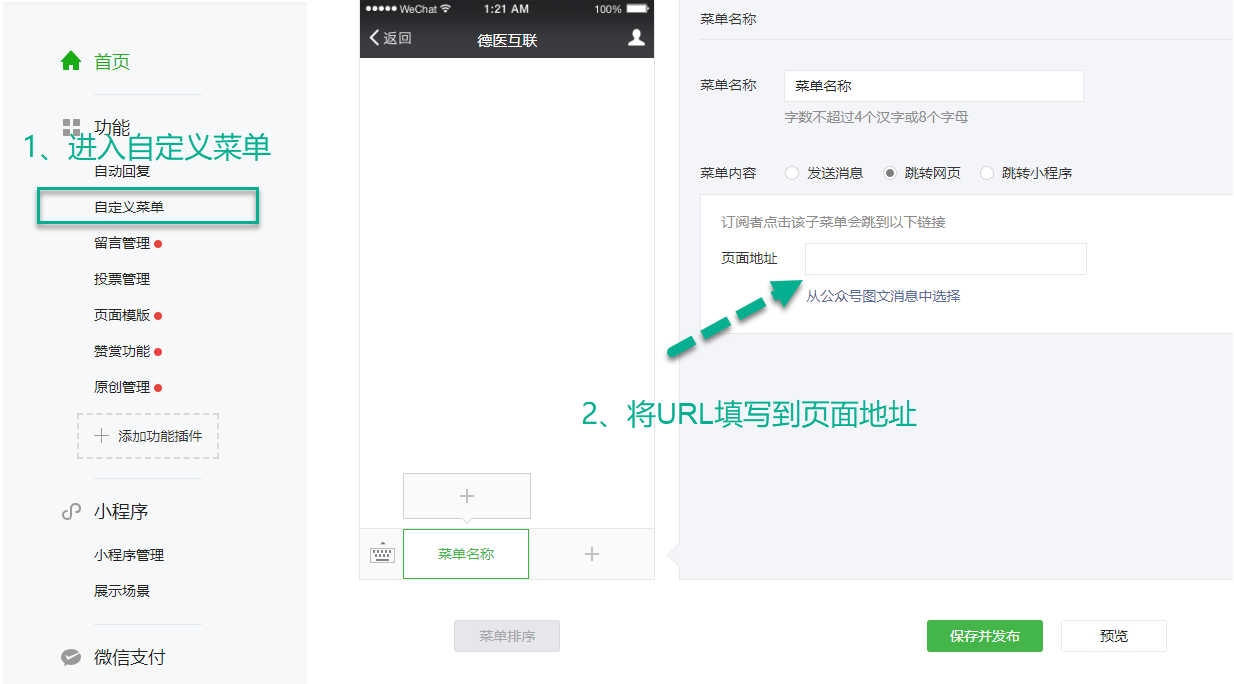 首页
功能
1、进入自定义菜单
自动回复
自定义菜单
留言管理
投票管理
页面模版
赞赏功能
原创管理
添加功能插件
小程序
小程序管理
展示场景
微信支付
WeChat 1:21 AM 100%
返回 德医互联
菜单名称
菜单排序
菜单名称
菜单名称 菜单名称
字数不超过4个汉字或8个字母
菜单内容 发送消息 跳转网页 跳转小程序
订阅者点击该子菜单会跳到以下链接
页面地址
从公众号图文消息中选择
2、将URL填写到页面地址
保存并发布 预览